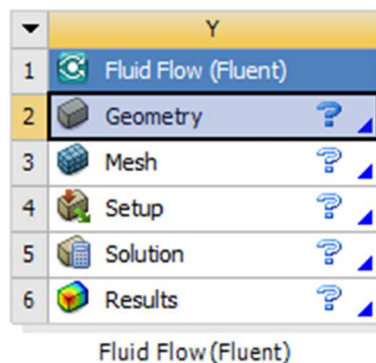 Y
1 Fluid Flow (Fluent)
2 Geometry ?
3 Mesh ?
4 Setup ?
5 Solution ?
6 Results ?
Fluid Flow (Fluent)